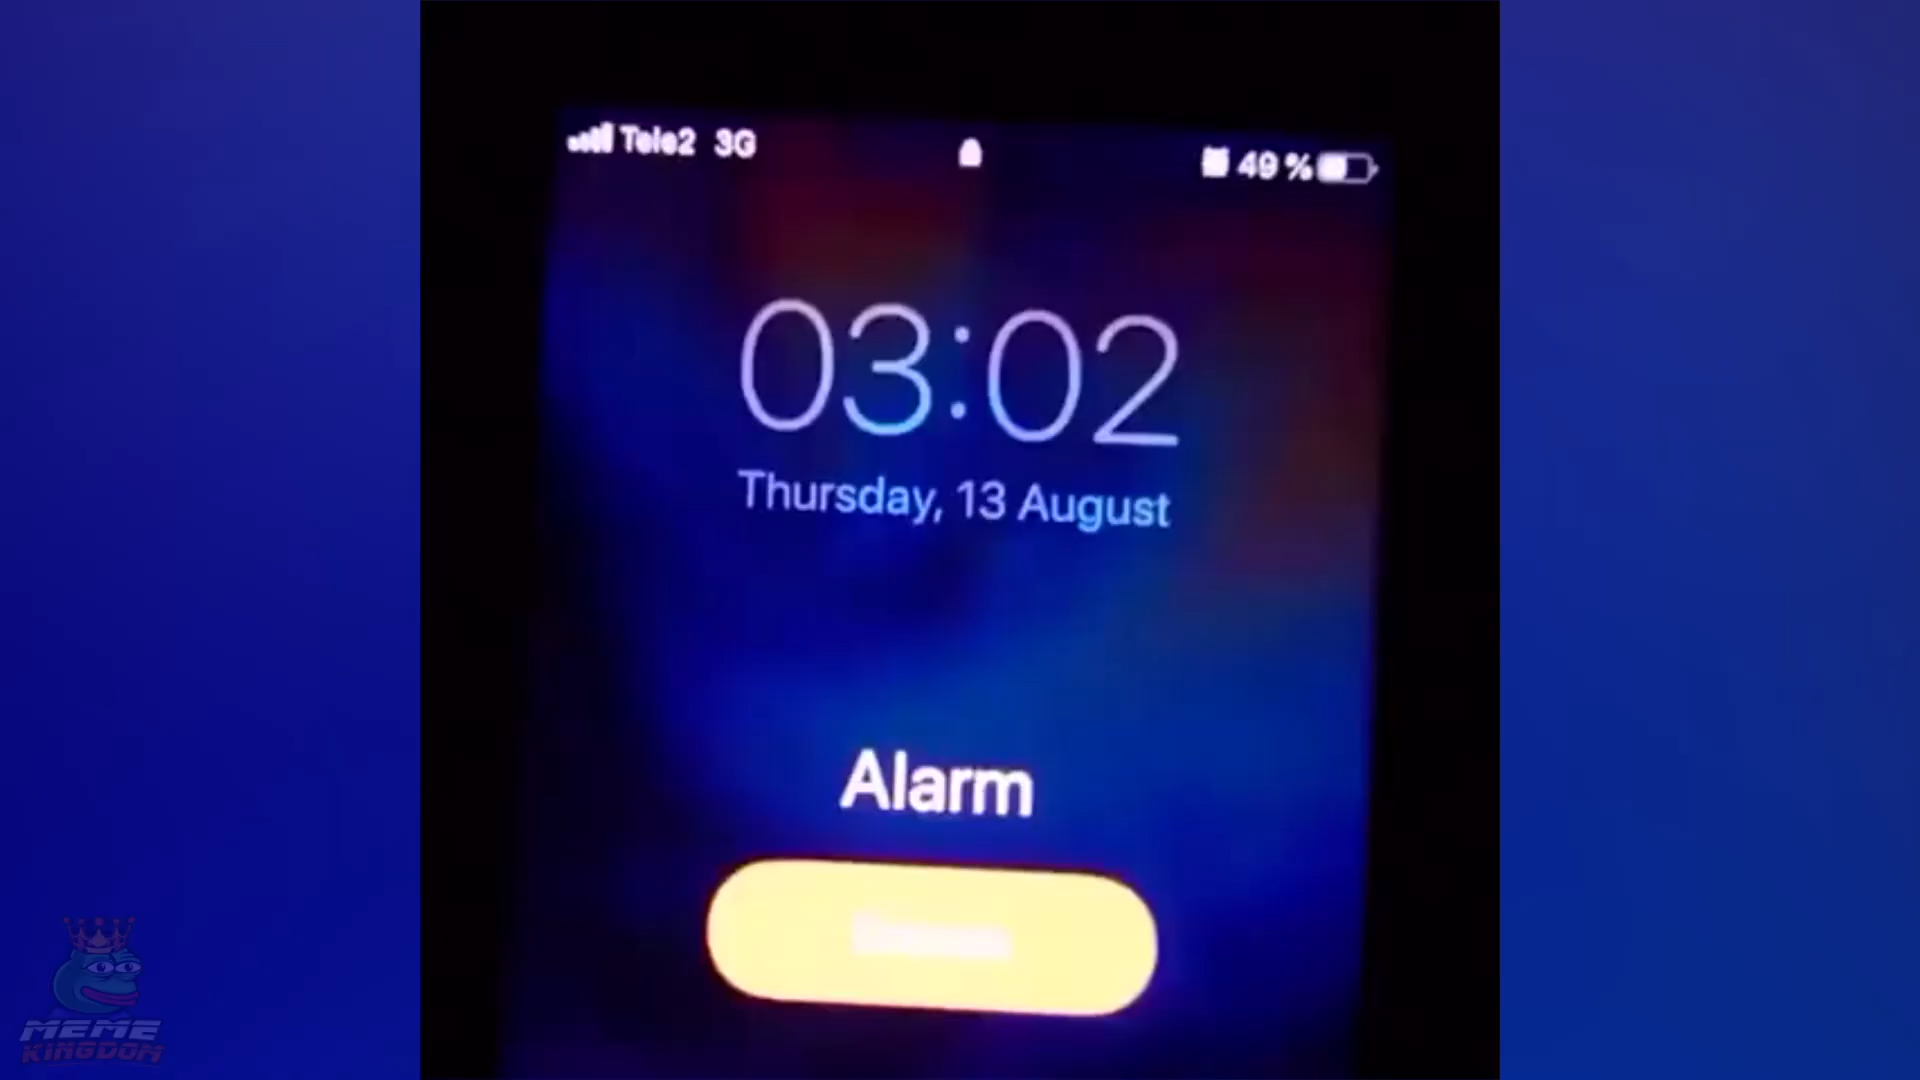 Tele2 3G
49 %
03:02
Thursday, 13 August
Alarm
MEME
KINGDOM